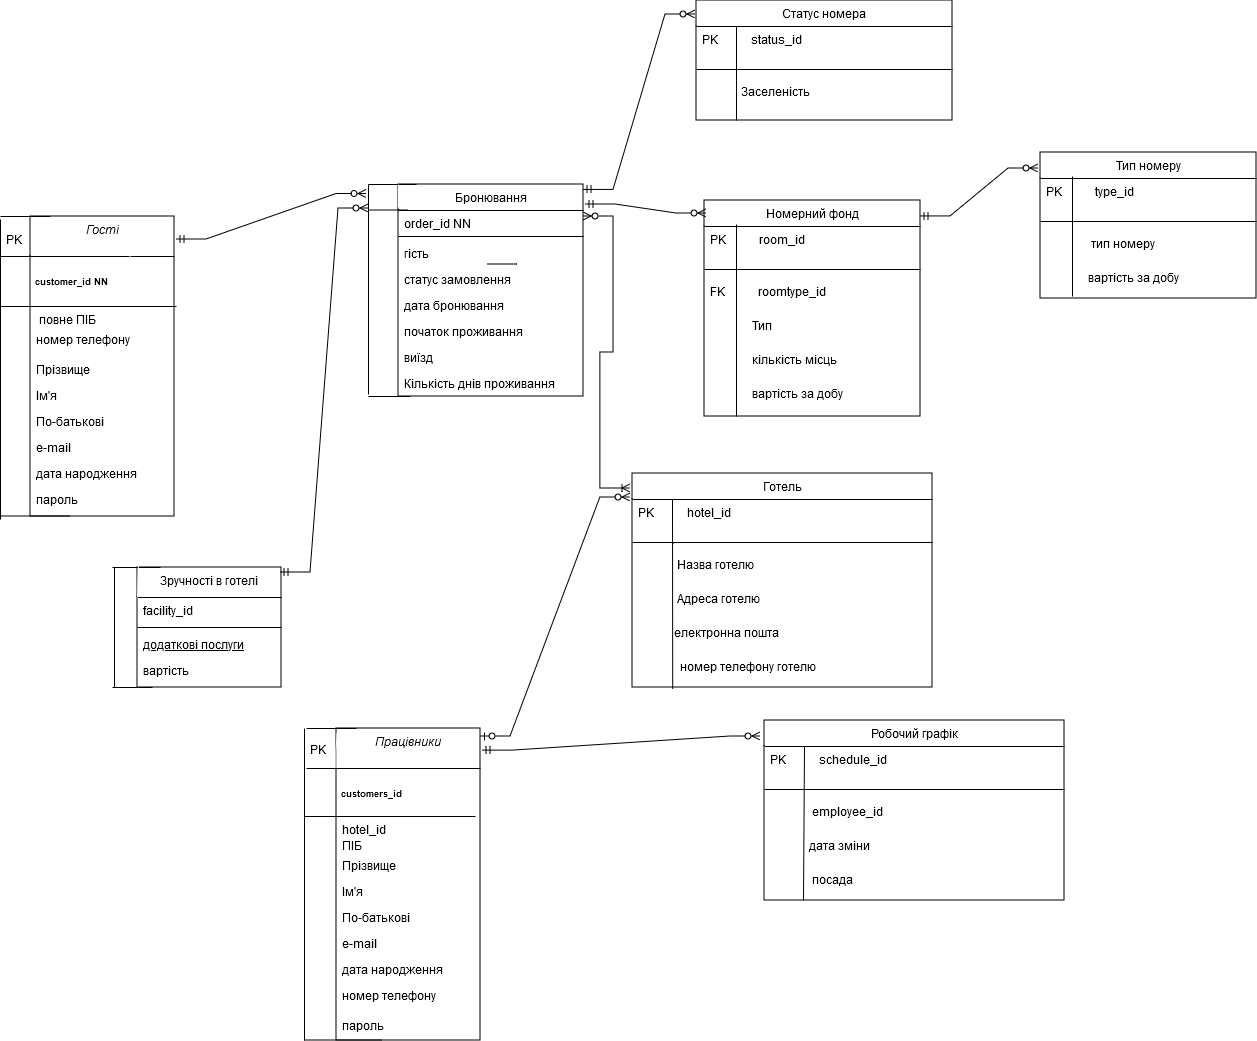 Статус номера
PK status_id
Заселеність
Тип номеру
PK type_id
тип номеру
вартість за добу
Бронювання
order_id NN
гість
статус замовлення
дата бронювання
початок проживання
виїзд
Кількість днів проживання
Номерний фонд
PK room_id
FK roomtype_id
Тип
кількість місць
вартість за добу
Гості
PK
customer_id NN
повне ПІБ
номер телефону
Прізвище
Ім'я
По-батькові
e-mail
дата народження
пароль
Готель
PK hotel_id
Назва готелю
Адреса готелю
електронна пошта
номер телефону готелю
Зручності в готелі
facility_id
додаткові послуги
вартість
Працівники
PK
customers_id
hotel_id
ПІБ
Прізвище
Ім'я
По-батькові
e-mail
дата народження
номер телефону
пароль
Робочий графік
PK schedule_id
employee_id
дата зміни
посада